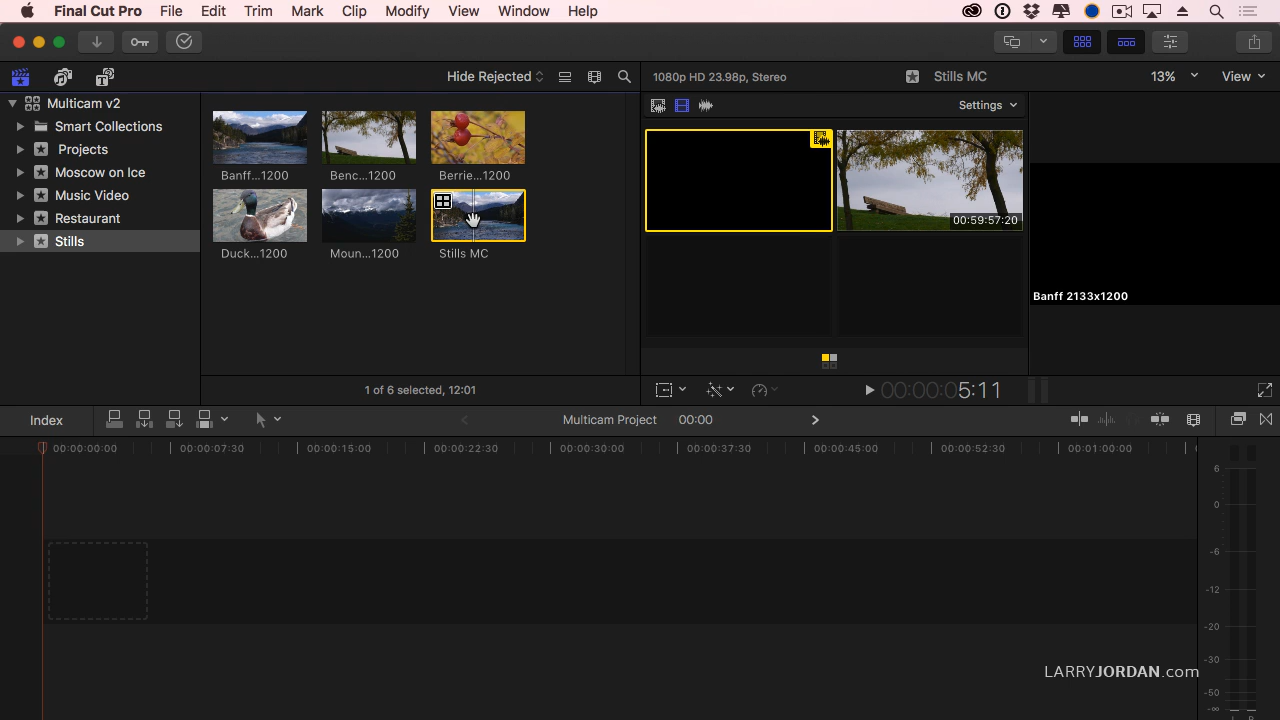 Final Cut Pro File Edit Trim Mark Clip Modify View Window Help
Hide Rejected
1080p HD 23.98p, Stereo
Stills MC
13%
View
Multicam v2
Smart Collections
Projects
Moscow on Ice
Music Video
Restaurant
Stills
Banff...1200
Benc...1200
Berrie...1200
Duck...1200
Moun...1200
Stills MC
1 of 6 selected, 12:01
Settings
00:59:57:20
Banff 2133x1200
00:00:05:11
Index
Multicam Project
00:00
00:00:00:00
00:00:07:30
00:00:15:00
00:00:22:30
00:00:30:00
00:00:37:30
00:00:45:00
00:00:52:30
00:01:00:00
6
0
-6
-12
-20
-30
-50
-∞
L R
LARRYJORDAN.com